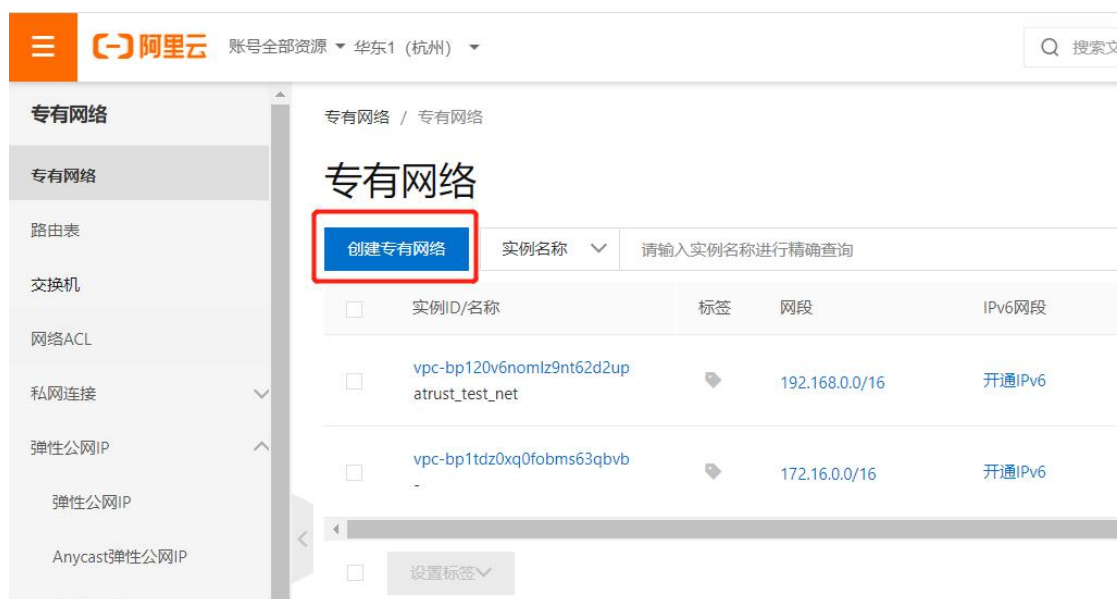 阿里云 账号全部资源 华东1（杭州） 搜索文
专有网络
专有网络
路由表
交换机
网络ACL
私网连接
弹性公网IP
弹性公网IP
Anycast弹性公网IP
专有网络 / 专有网络
专有网络
创建专有网络 实例名称 请输入实例名称进行精确查询
实例ID/名称 标签 网段 IPv6网段
vpc-bp120v6nomlz9nt62d2up 192.168.0.0/16 开通IPv6
atrust_test_net
vpc-bp1tdz0xq0fobms63qbvb 172.16.0.0/16 开通IPv6
-
设置标签